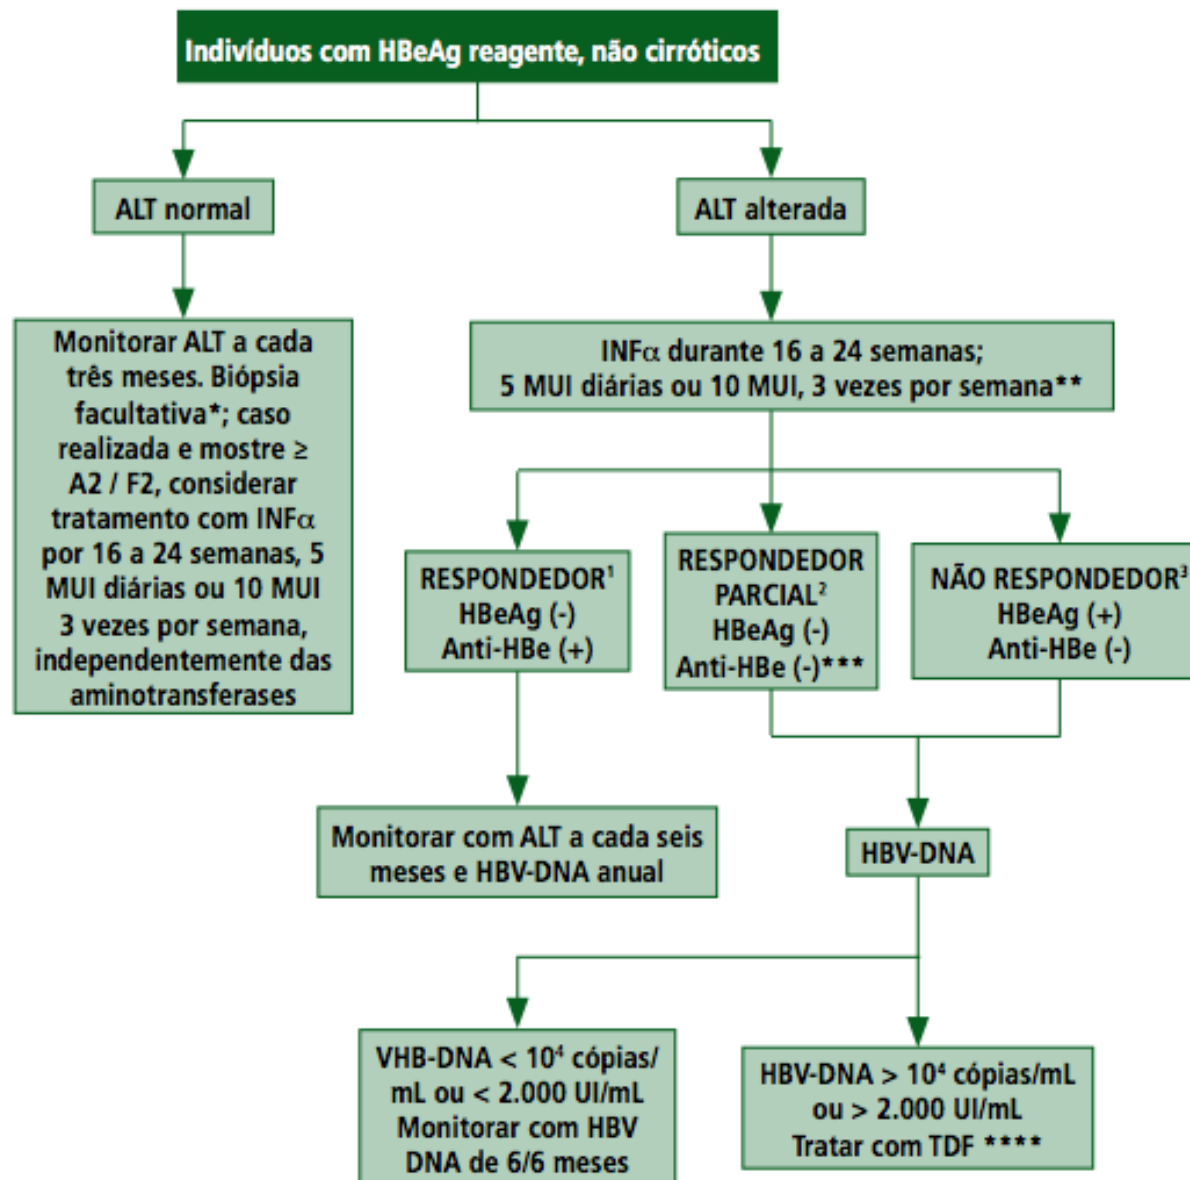 Indivíduos com HBeAg reagente, não cirróticos
ALT normal
ALT alterada
Monitorar ALT a cada
três meses. Biópsia
facultativa*; caso
realizada e mostre ≥
A2 / F2, considerar
tratamento com INFα
por 16 a 24 semanas, 5
MUI diárias ou 10 MUI
3 vezes por semana,
independentemente das
aminotransferases
INFα durante 16 a 24 semanas;
5 MUI diárias ou 10 MUI, 3 vezes por semana**
RESPONDEDOR¹
HBeAg (-)
Anti-HBe (+)
RESPONDEDOR
PARCIAL²
HBeAg (-)
Anti-HBe (-)***
NÃO RESPONDEDOR³
HBeAg (+)
Anti-HBe (-)
Monitorar com ALT a cada seis
meses e HBV-DNA anual
HBV-DNA
VHB-DNA < 10⁴ cópias/
mL ou < 2.000 UI/mL
Monitorar com HBV
DNA de 6/6 meses
HBV-DNA > 10⁴ cópias/mL
ou > 2.000 UI/mL
Tratar com TDF ****